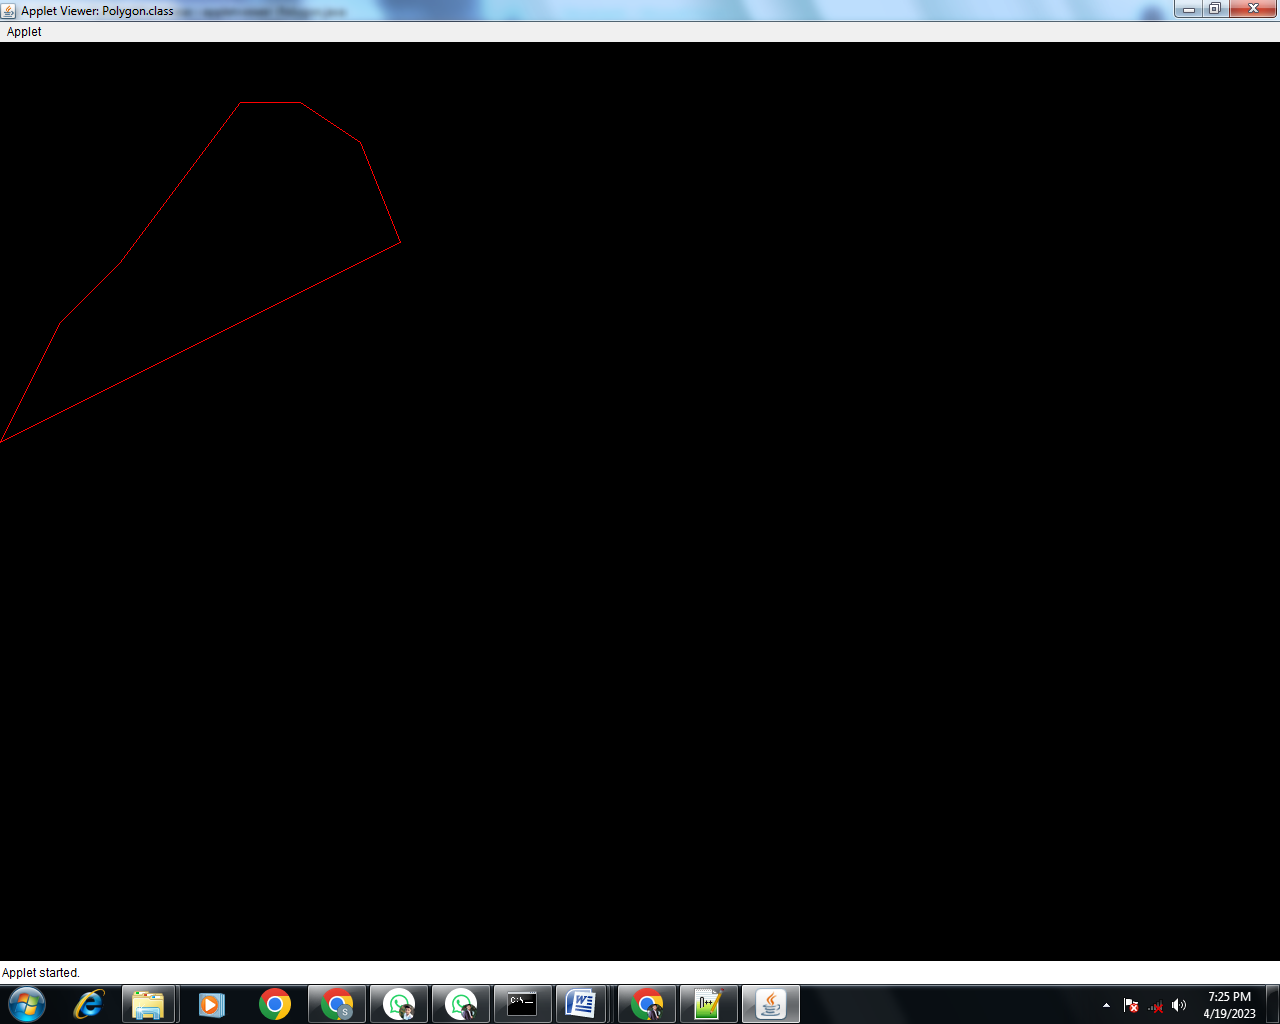 Applet Viewer: Polygon.class
Applet
Applet started.
S
C:\_
W
N++
7:25 PM
4/19/2023